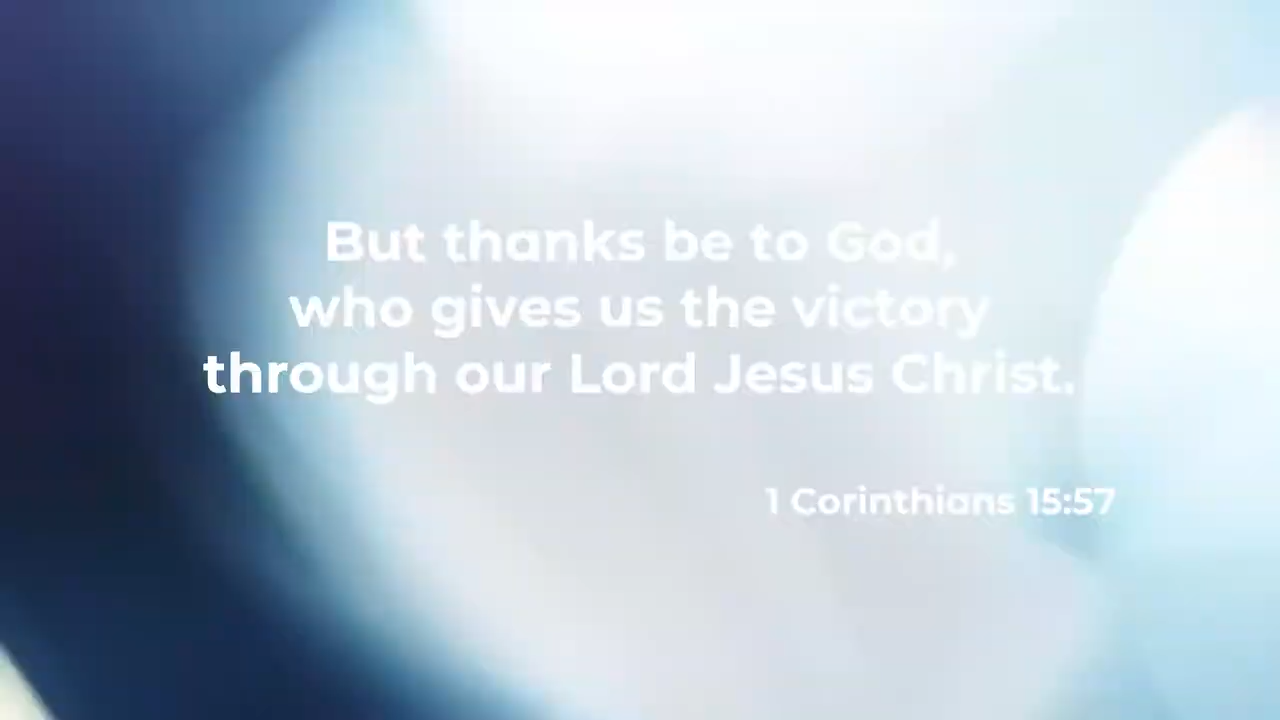 But thanks be to God,
who gives us the victory
through our Lord Jesus Christ.
1 Corinthians 15:57